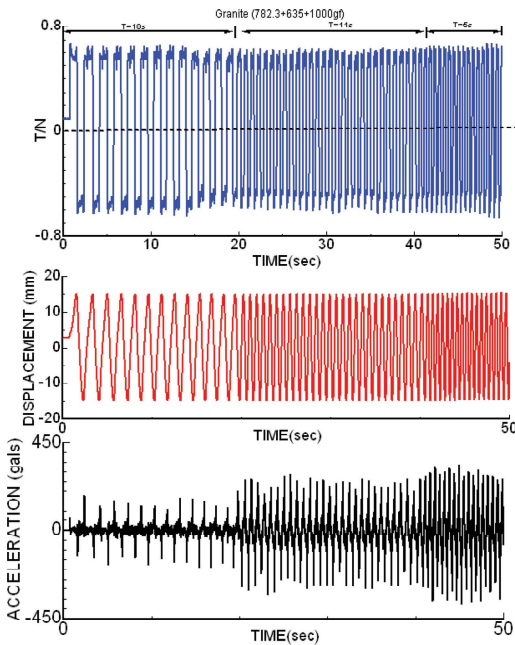 Granite (782.3+635+1000gf)
T-10s T-11s T-5s
0.8
0
-0.8
T/N
0 10 20 30 40 50
TIME(sec)
20
10
0
-10
-20
DISPLACEMENT (mm)
0 50
TIME(sec)
450
0
-450
ACCELERATION (gals)
0 50
TIME(sec)